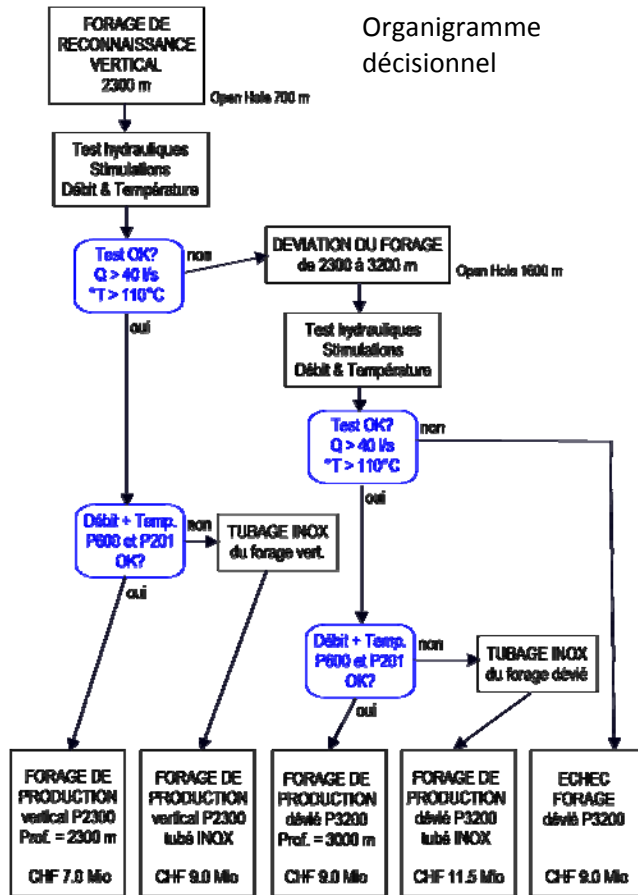 Organigramme
décisionnel
FORAGE DE
RECONNAISSANCE
VERTICAL
2300 m
Open Hole 700 m
Test hydrauliques
Stimulations
Débit & Température
Test OK?
Q > 40 l/s
°T > 110°C
non
oui
DEVIATION DU FORAGE
de 2300 à 3200 m
Open Hole 1600 m
Test hydrauliques
Stimulations
Débit & Température
Test OK?
Q > 40 l/s
°T > 110°C
non
oui
Débit + Temp.
P600 et P201
OK?
non
oui
TUBAGE INOX
du forage vert.
Débit + Temp.
P600 et P201
OK?
non
oui
TUBAGE INOX
du forage dévié
FORAGE DE
PRODUCTION
vertical P2300
Prof. = 2300 m
CHF 7.0 Mio
FORAGE DE
PRODUCTION
vertical P2300
tubé INOX
CHF 9.0 Mio
FORAGE DE
PRODUCTION
dévié P3200
Prof. = 3000 m
CHF 9.0 Mio
FORAGE DE
PRODUCTION
dévié P3200
tubé INOX
CHF 11.5 Mio
ECHEC
FORAGE
dévié P3200
CHF 9.0 Mio